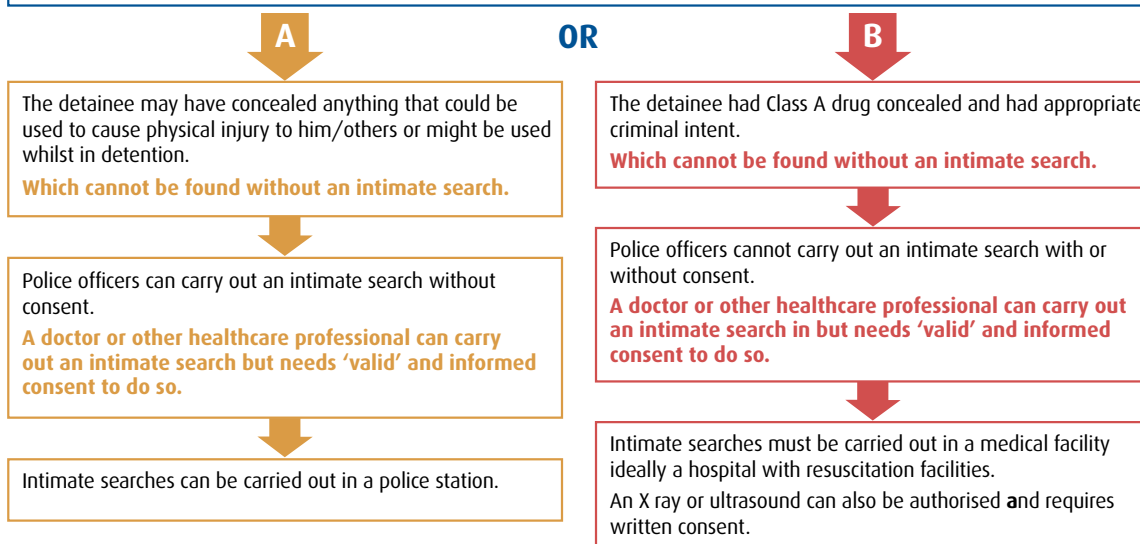 A
OR
B
The detainee may have concealed anything that could be
used to cause physical injury to him/others or might be used
whilst in detention.
Which cannot be found without an intimate search.
Police officers can carry out an intimate search without
consent.
A doctor or other healthcare professional can carry
out an intimate search but needs ‘valid’ and informed
consent to do so.
Intimate searches can be carried out in a police station.
The detainee had Class A drug concealed and had appropriate
criminal intent.
Which cannot be found without an intimate search.
Police officers cannot carry out an intimate search with or
without consent.
A doctor or other healthcare professional can carry out
an intimate search in but needs ‘valid’ and informed
consent to do so.
Intimate searches must be carried out in a medical facility
ideally a hospital with resuscitation facilities.
An X ray or ultrasound can also be authorised and requires
written consent.